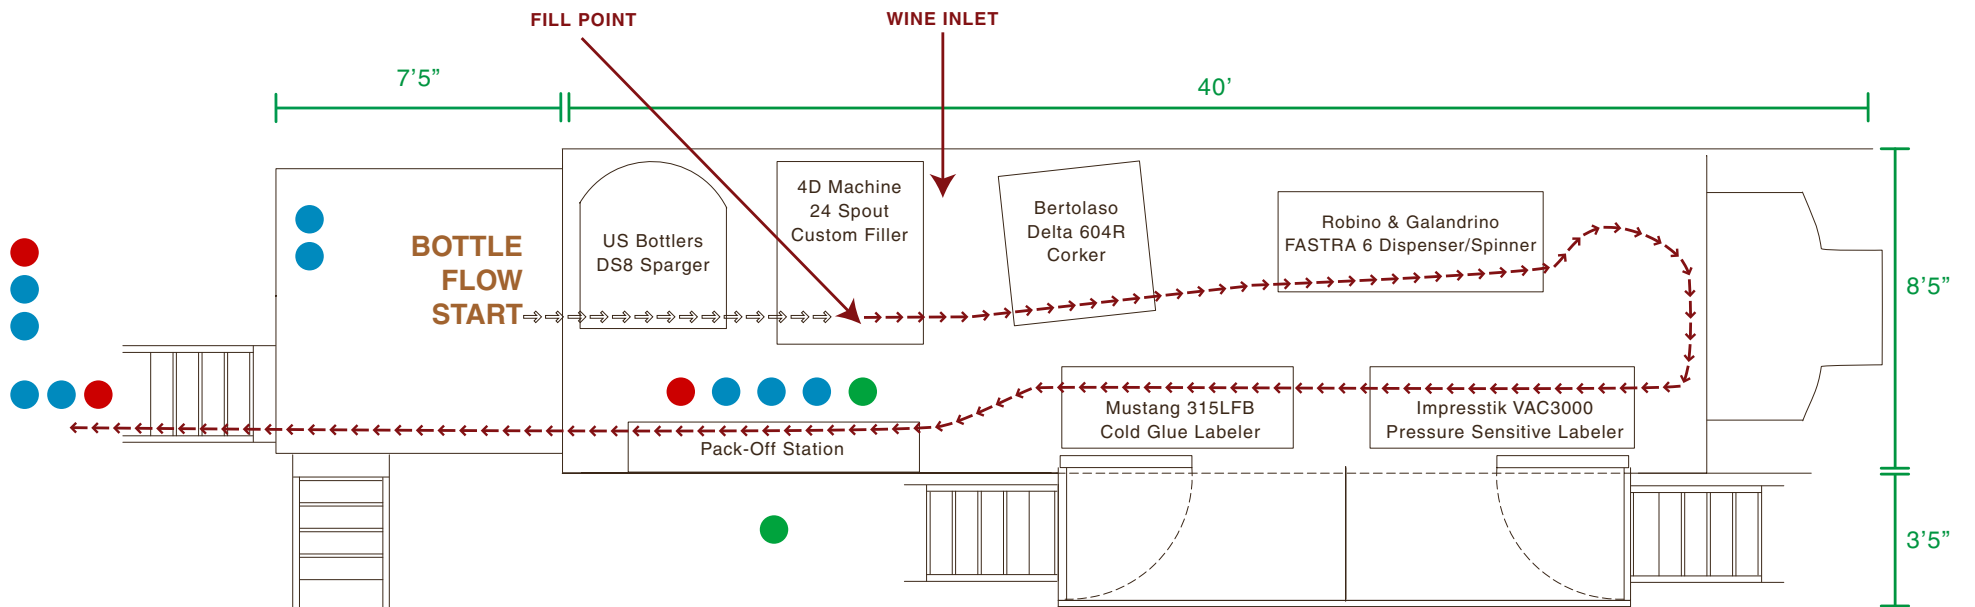 FILL POINT
WINE INLET
7’5”
40’
BOTTLE
FLOW
START
US Bottlers
DS8 Sparger
4D Machine
24 Spout
Custom Filler
Bertolaso
Delta 604R
Corker
Robino & Galandrino
FASTRA 6 Dispenser/Spinner
8’5”
Pack-Off Station
Mustang 315LFB
Cold Glue Labeler
Impresstik VAC3000
Pressure Sensitive Labeler
3’5”